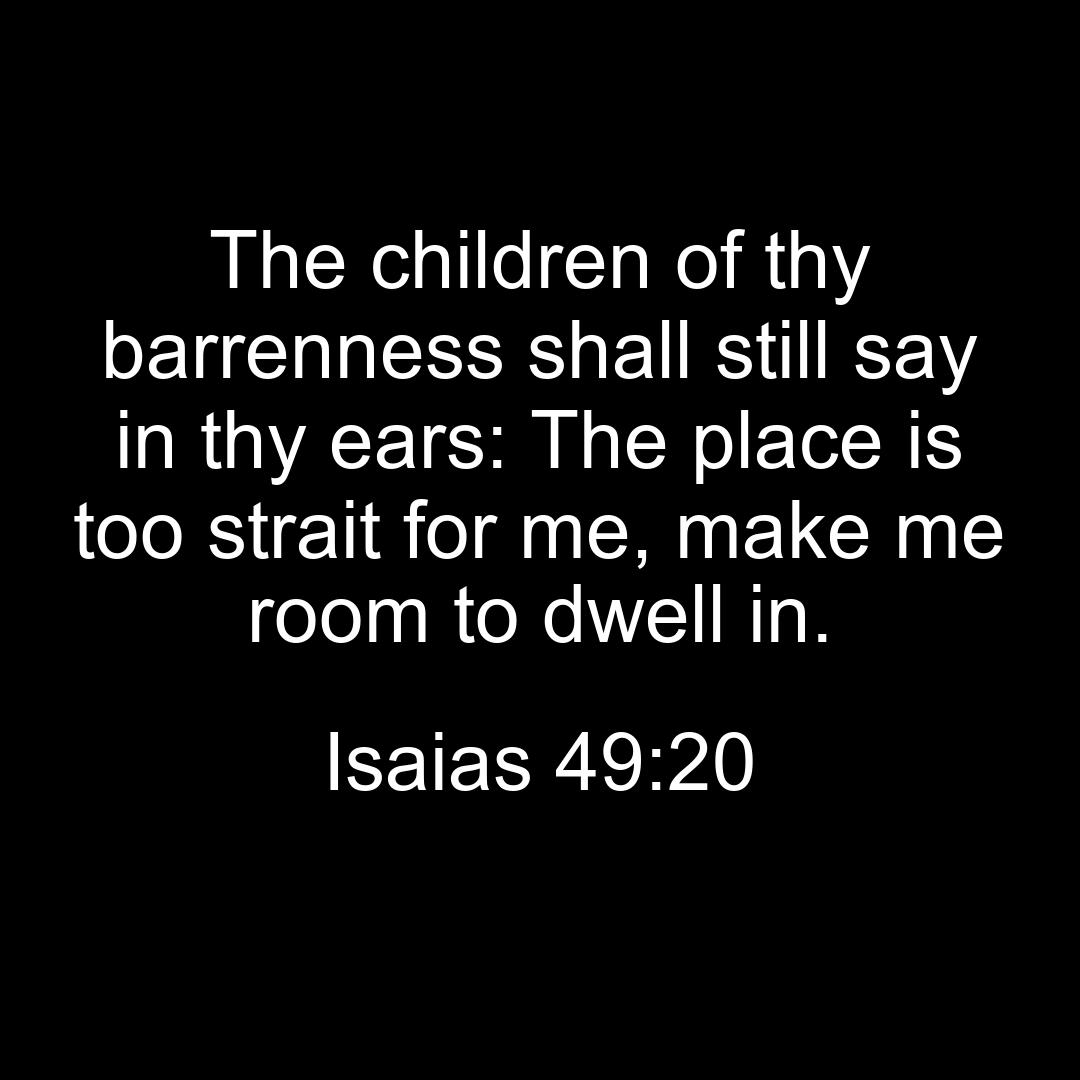 The children of thy
barrenness shall still say
in thy ears: The place is
too strait for me, make me
room to dwell in.
Isaias 49:20